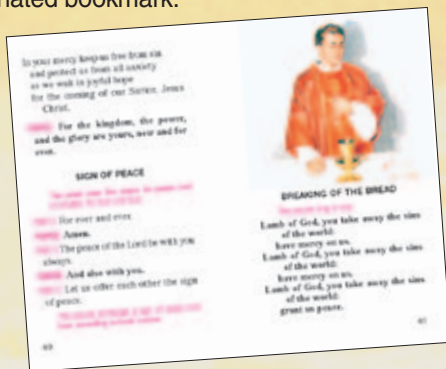 nated bookmark.
In your mercy keep us free from sin
and protect us from all anxiety
as we wait in joyful hope
for the coming of our Savior, Jesus
Christ.
For the kingdom, the power,
and the glory are yours, now and for
ever.
SIGN OF PEACE
For ever and ever.
Amen.
The peace of the Lord be with you
always.
And also with you.
Let us offer each other the sign
of peace.
BREAKING OF THE BREAD
Lamb of God, you take away the sins
of the world:
have mercy on us.
Lamb of God, you take away the sins
of the world:
have mercy on us.
Lamb of God, you take away the sins
of the world:
grant us peace.